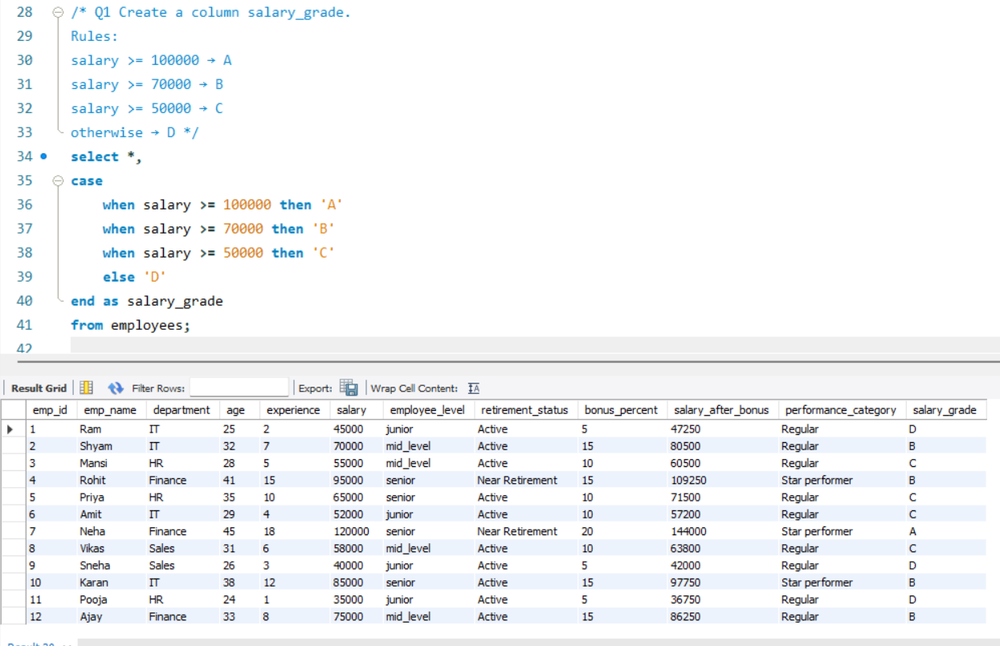 28 /* Q1 Create a column salary_grade.
29 Rules:
30 salary >= 100000 → A
31 salary >= 70000 → B
32 salary >= 50000 → C
33 otherwise → D */
34 select *,
35 case
36 when salary >= 100000 then 'A'
37 when salary >= 70000 then 'B'
38 when salary >= 50000 then 'C'
39 else 'D'
40 end as salary_grade
41 from employees;
42
Result Grid Filter Rows: Export: Wrap Cell Content: IA
emp_id emp_name department age experience salary employee_level retirement_status bonus_percent salary_after_bonus performance_category salary_grade
1 Ram IT 25 2 45000 junior Active 5 47250 Regular D
2 Shyam IT 32 7 70000 mid_level Active 15 80500 Regular B
3 Mansi HR 28 5 55000 mid_level Active 10 60500 Regular C
4 Rohit Finance 41 15 95000 senior Near Retirement 15 109250 Star performer B
5 Priya HR 35 10 65000 senior Active 10 71500 Regular C
6 Amit IT 29 4 52000 junior Active 10 57200 Regular C
7 Neha Finance 45 18 120000 senior Near Retirement 20 144000 Star performer A
8 Vikas Sales 31 6 58000 mid_level Active 10 63800 Regular C
9 Sneha Sales 26 3 40000 junior Active 5 42000 Regular D
10 Karan IT 38 12 85000 senior Active 15 97750 Star performer B
11 Pooja HR 24 1 35000 junior Active 5 36750 Regular D
12 Ajay Finance 33 8 75000 mid_level Active 15 86250 Regular B